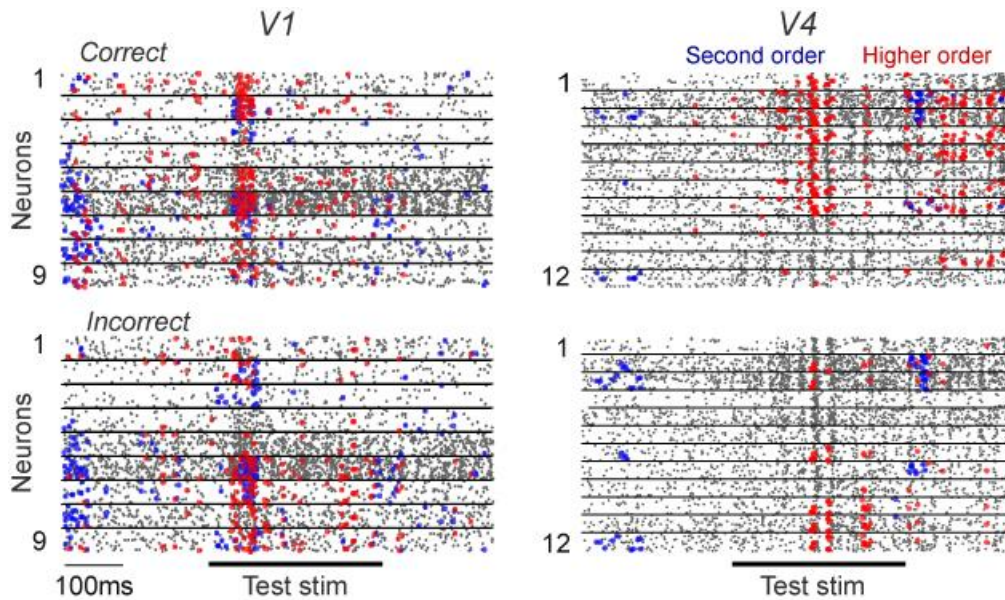 V1
V4
Correct
Second order
Higher order
1
1
Neurons
9
12
Incorrect
1
1
Neurons
9
12
100ms
Test stim
Test stim